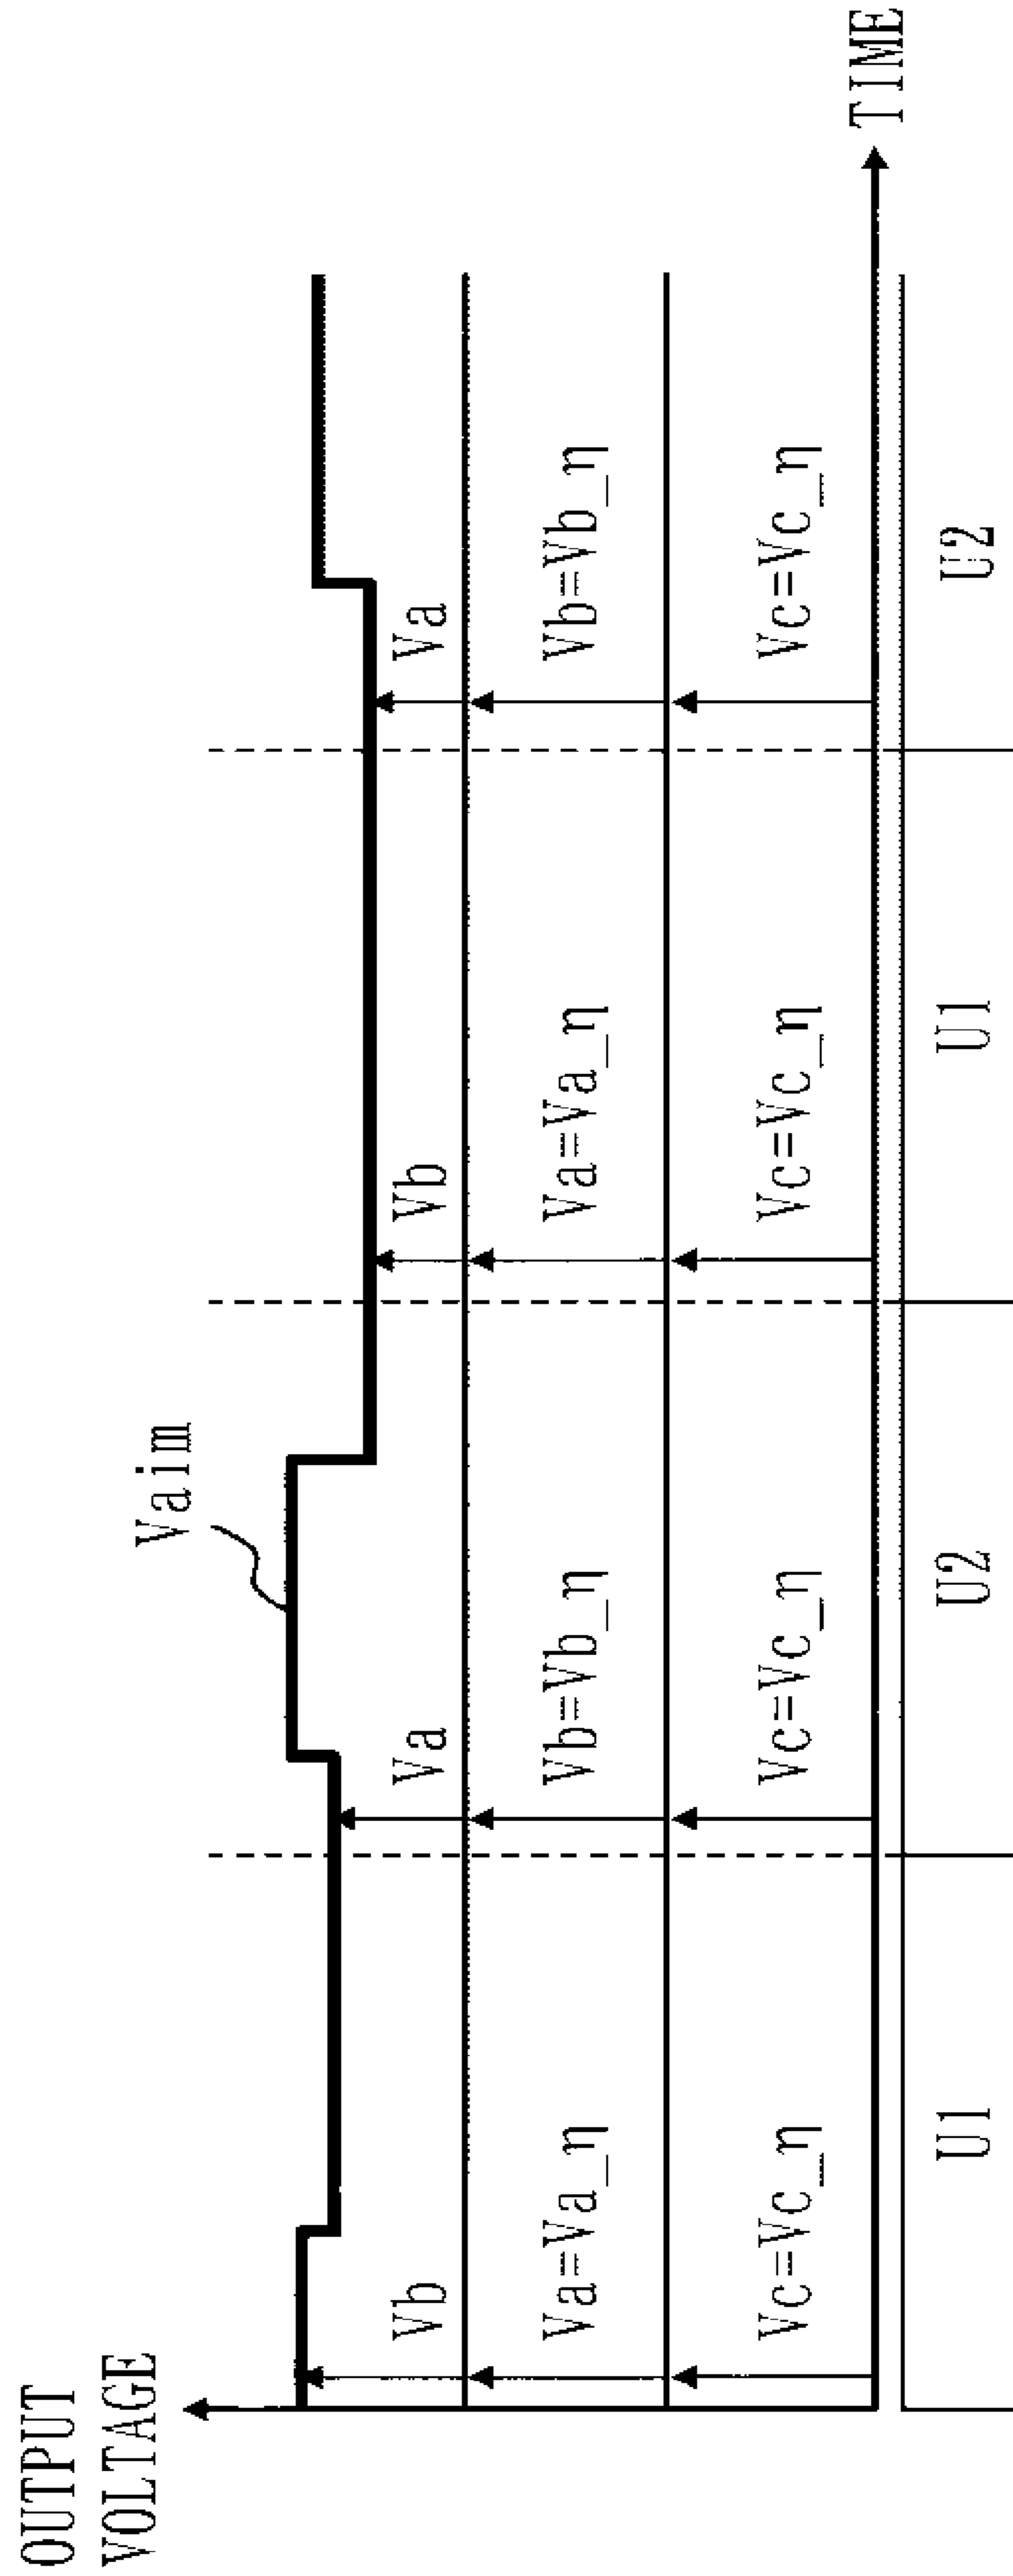 OUTPUT
VOLTAGE
Vaim
Vb
Va
Vb
Va
Va=Va_η
Vb=Vb_η
Va=Va_η
Vb=Vb_η
Vc=Vc_η
Vc=Vc_η
Vc=Vc_η
Vc=Vc_η
TIME
U1
U2
U1
U2